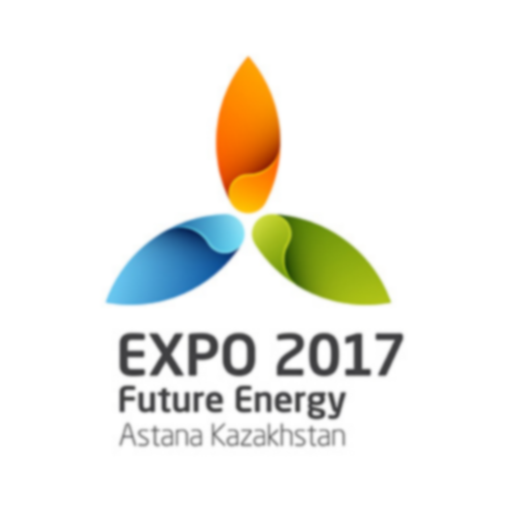 EXPO 2017
Future Energy
Astana Kazakhstan